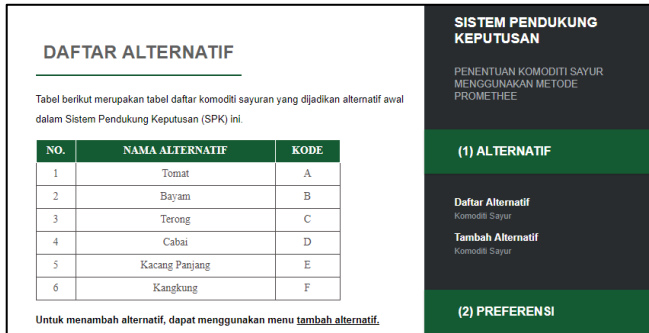 DAFTAR ALTERNATIF
Tabel berikut merupakan tabel daftar komoditi sayuran yang dijadikan alternatif awal
dalam Sistem Pendukung Keputusan (SPK) ini.
NO. NAMA ALTERNATIF KODE
1 Tomat A
2 Bayam B
3 Terong C
4 Cabai D
5 Kacang Panjang E
6 Kangkung F
Untuk menambah alternatif, dapat menggunakan menu tambah alternatif.
SISTEM PENDUKUNG
KEPUTUSAN
PENENTUAN KOMODITI SAYUR
MENGGUNAKAN METODE
PROMETHEE
(1) ALTERNATIF
Daftar Alternatif
Komoditi Sayur
Tambah Alternatif
Komoditi Sayur
(2) PREFERENSI